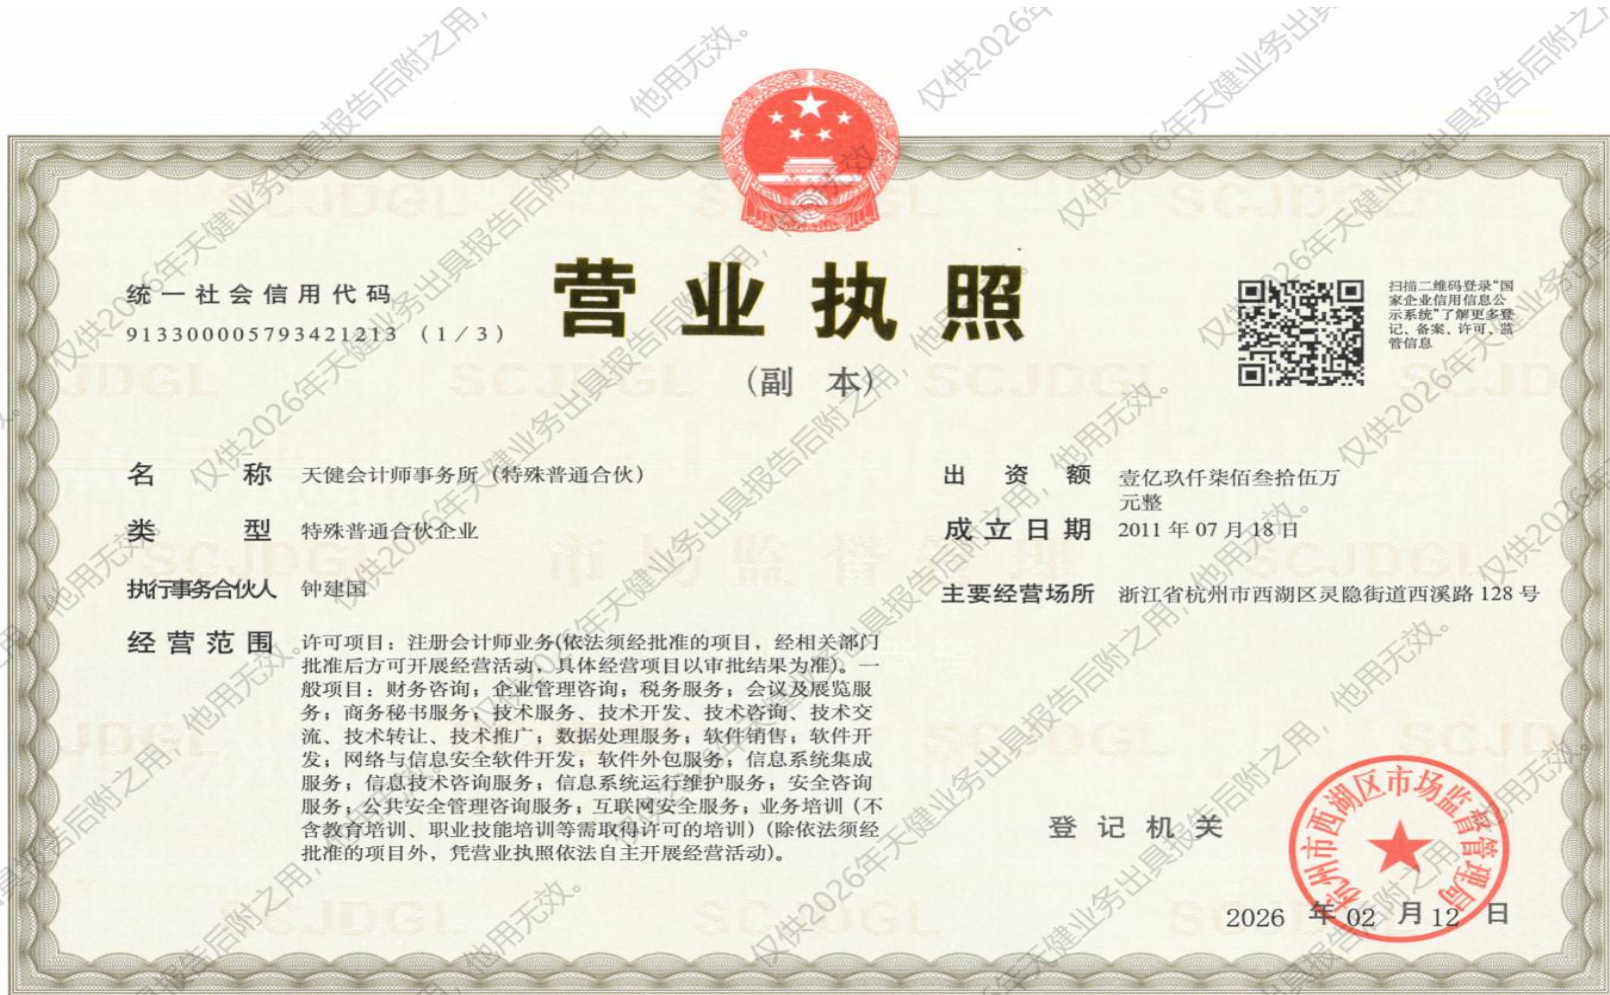 统一社会信用代码
913300005793421213 (1/3)
营业执照
(副 本)
扫描二维码登录“国
家企业信用信息公
示系统”了解更多登
记、备案、许可、监
管信息
名 称 天健会计师事务所(特殊普通合伙)
类 型 特殊普通合伙企业
执行事务合伙人 钟建国
经营范围 许可项目:注册会计师业务(依法须经批准的项目,经相关部门
批准后方可开展经营活动,具体经营项目以审批结果为准)。一
般项目:财务咨询;企业管理咨询;税务服务;会议及展览服
务;商务秘书服务;技术服务、技术开发、技术咨询、技术交
流、技术转让、技术推广;数据处理服务;软件销售;软件开
发;网络与信息安全软件开发;软件外包服务;信息系统集成
服务;信息技术咨询服务;信息系统运行维护服务;安全咨询
服务;公共安全管理咨询服务;互联网安全服务;业务培训(不
含教育培训、职业技能培训等需取得许可的培训)(除依法须经
批准的项目外,凭营业执照依法自主开展经营活动)。
出资额 壹亿玖仟柒佰叁拾伍万
元整
成立日期 2011年07月18日
主要经营场所 浙江省杭州市西湖区灵隐街道西溪路128号
登记机关
杭州市西湖区市场监督管理局
2026 年 02 月 12 日
仅供2026年天健业务出具报告后附之用,他用无效。
SCJDGL
市场监督管理